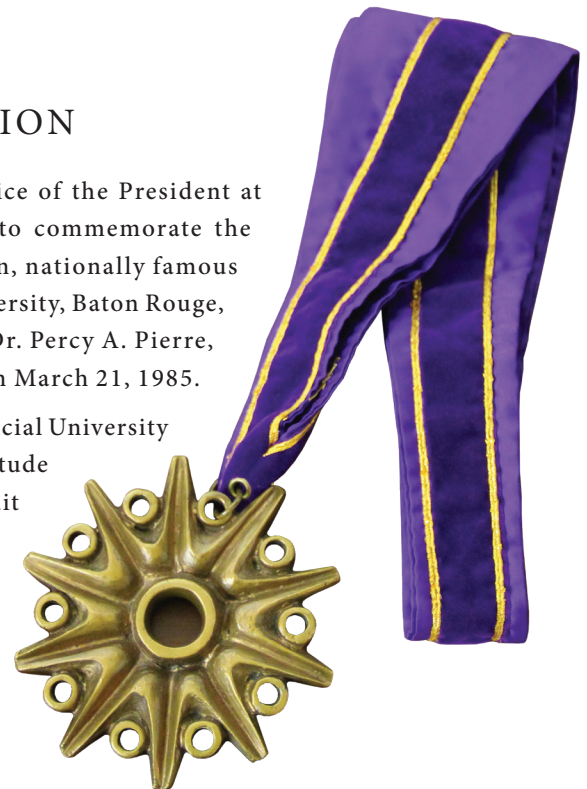 ION
ice of the President at
to commemorate the
n, nationally famous
ersity, Baton Rouge,
Dr. Percy A. Pierre,
n March 21, 1985.
cial University
tude
it